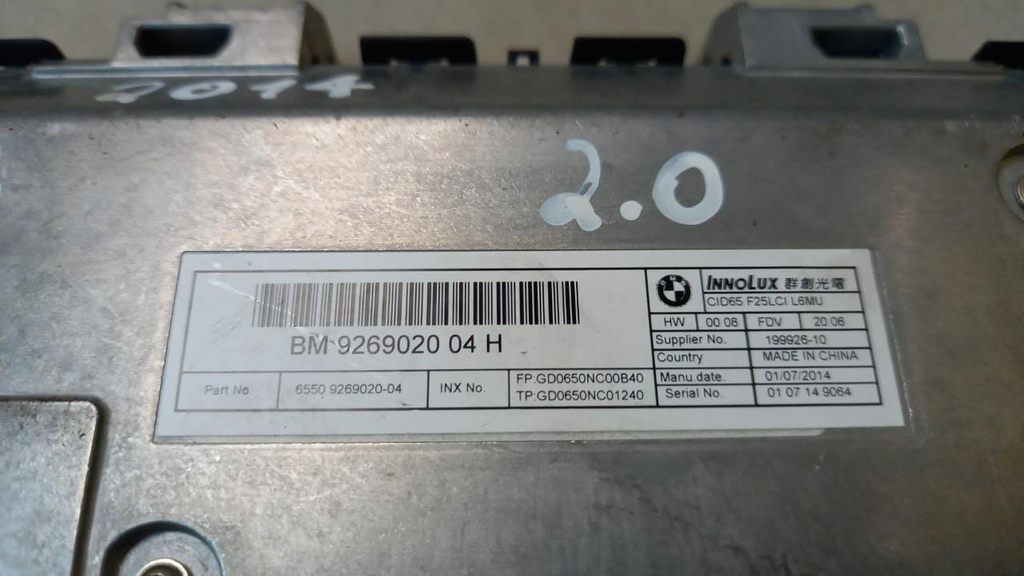 2014
2.0
BM 9269020 04 H
Part No
6550 9269020-04
INX No.
FP:GD0650NC00B40
TP:GD0650NC01240
INNOLUX 群創光電
CID65 F25LCI L6MU
HW 00 08 FDV 20 06
Supplier No. 199926-10
Country MADE IN CHINA
Manu.date. 01/07/2014
Serial No. 01 07 14 9064